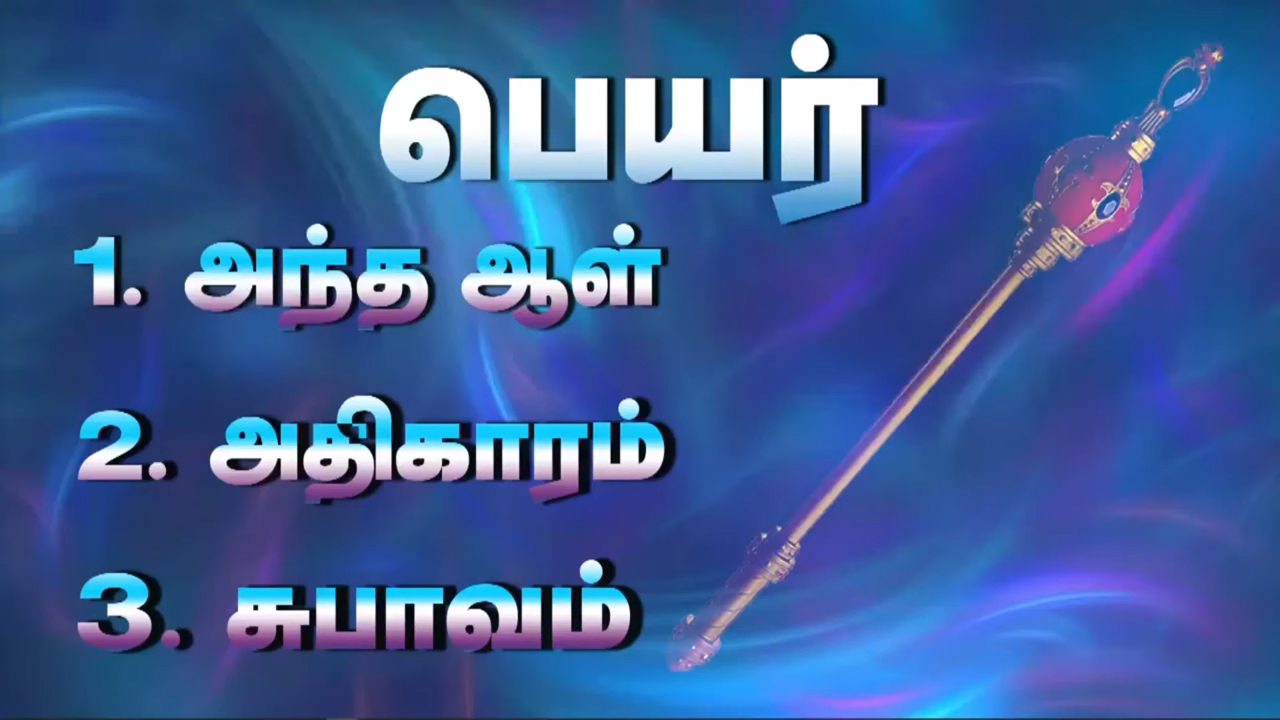 பெயர்
1. அந்த ஆள்
2. அதிகாரம்
3. சுபாவம்